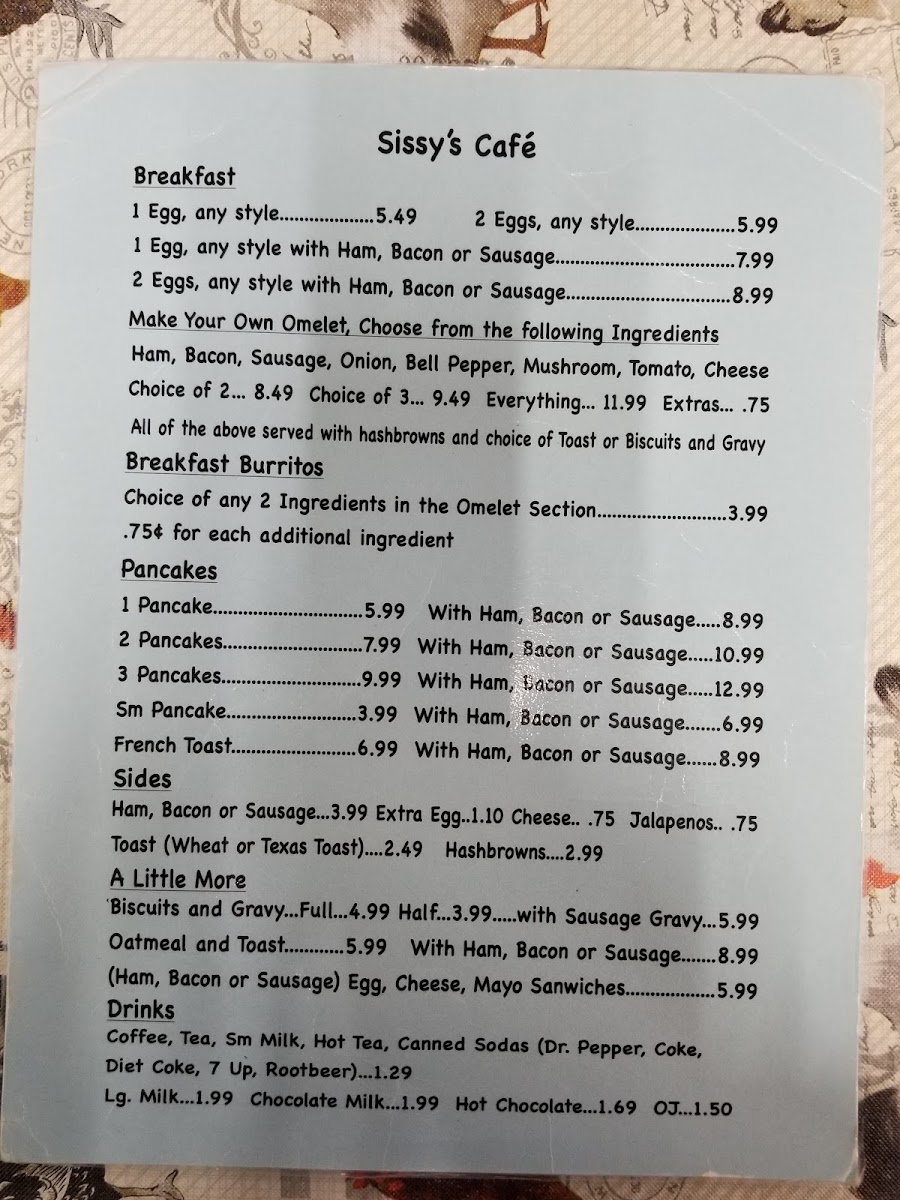 Sissy's Café
Breakfast
1 Egg, any style...................5.49 2 Eggs, any style....................5.99
1 Egg, any style with Ham, Bacon or Sausage....................................7.99
2 Eggs, any style with Ham, Bacon or Sausage.................................8.99
Make Your Own Omelet, Choose from the following Ingredients
Ham, Bacon, Sausage, Onion, Bell Pepper, Mushroom, Tomato, Cheese
Choice of 2... 8.49 Choice of 3... 9.49 Everything... 11.99 Extras... .75
All of the above served with hashbrowns and choice of Toast or Biscuits and Gravy
Breakfast Burritos
Choice of any 2 Ingredients in the Omelet Section..........................3.99
.75¢ for each additional ingredient
Pancakes
1 Pancake..............................5.99 With Ham, Bacon or Sausage.....8.99
2 Pancakes............................7.99 With Ham, Bacon or Sausage.....10.99
3 Pancakes............................9.99 With Ham, Bacon or Sausage.....12.99
Sm Pancake..........................3.99 With Ham, Bacon or Sausage......6.99
French Toast.........................6.99 With Ham, Bacon or Sausage......8.99
Sides
Ham, Bacon or Sausage...3.99 Extra Egg..1.10 Cheese.. .75 Jalapenos.. .75
Toast (Wheat or Texas Toast)....2.49 Hashbrowns....2.99
A Little More
Biscuits and Gravy...Full...4.99 Half...3.99.....with Sausage Gravy...5.99
Oatmeal and Toast............5.99 With Ham, Bacon or Sausage.......8.99
(Ham, Bacon or Sausage) Egg, Cheese, Mayo Sanwiches..................5.99
Drinks
Coffee, Tea, Sm Milk, Hot Tea, Canned Sodas (Dr. Pepper, Coke,
Diet Coke, 7 Up, Rootbeer)...1.29
Lg. Milk...1.99 Chocolate Milk...1.99 Hot Chocolate...1.69 OJ...1.50